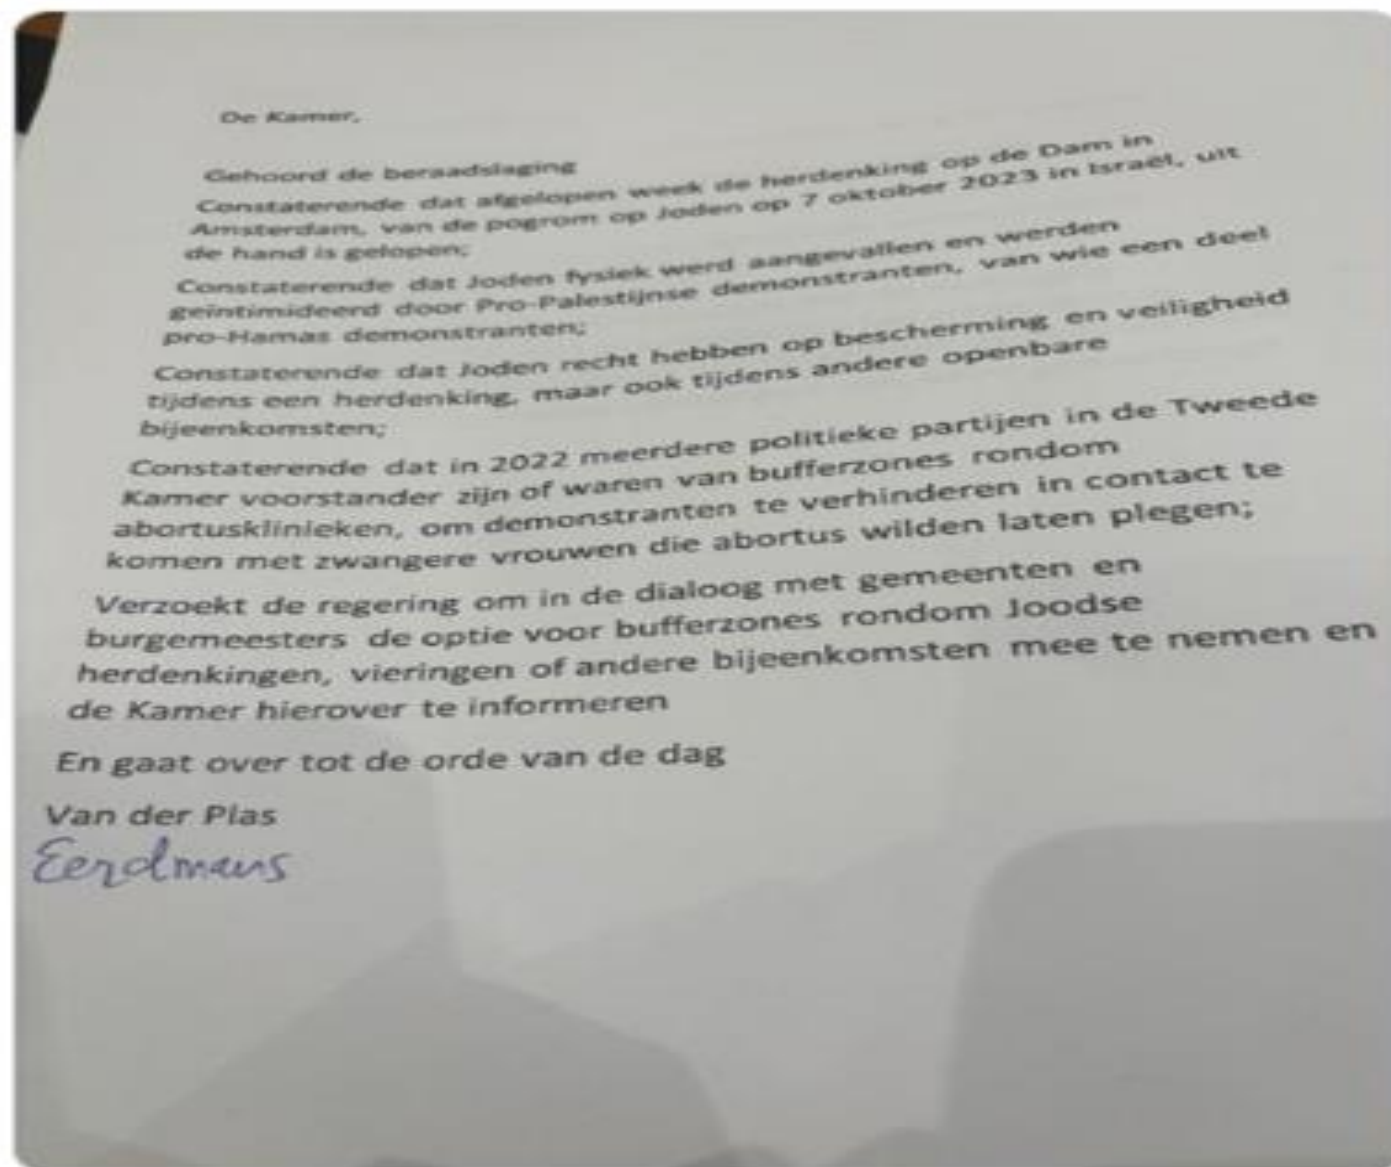 De Kamer,
Gehoord de beraadslaging
Constaterende dat afgelopen week de herdenking op de Dam in
Amsterdam, van de pogrom op Joden op 7 oktober 2023 in Israël, uit
de hand is gelopen;
Constaterende dat Joden fysiek werd aangevallen en werden
geïntimideerd door Pro-Palestijnse demonstranten, van wie een deel
pro-Hamas demonstranten;
Constaterende dat Joden recht hebben op bescherming en veiligheid
tijdens een herdenking, maar ook tijdens andere openbare
bijeenkomsten;
Constaterende dat in 2022 meerdere politieke partijen in de Tweede
Kamer voorstander zijn of waren van bufferzones rondom
abortusklinieken, om demonstranten te verhinderen in contact te
komen met zwangere vrouwen die abortus wilden laten plegen;
Verzoekt de regering om in de dialoog met gemeenten en
burgemeesters de optie voor bufferzones rondom Joodse
herdenkingen, vieringen of andere bijeenkomsten mee te nemen en
de Kamer hierover te informeren
En gaat over tot de orde van de dag
Van der Plas
Eerdmans